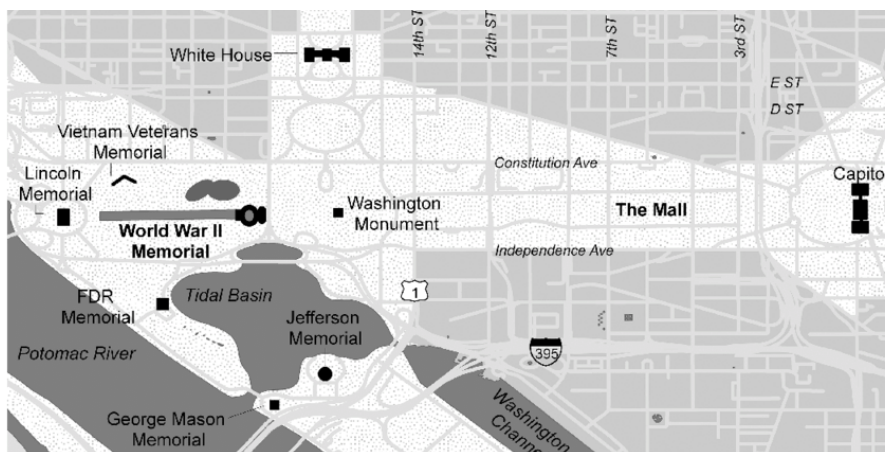 14th ST
12th ST
7th ST
3rd ST
White House
E ST
D ST
Vietnam Veterans
Memorial
Constitution Ave
Lincoln
Memorial
Capito
Washington
Monument
The Mall
World War II
Memorial
Independence Ave
FDR
Memorial
Tidal Basin
1
Jefferson
Memorial
Potomac River
395
George Mason
Memorial
Washington
Channe